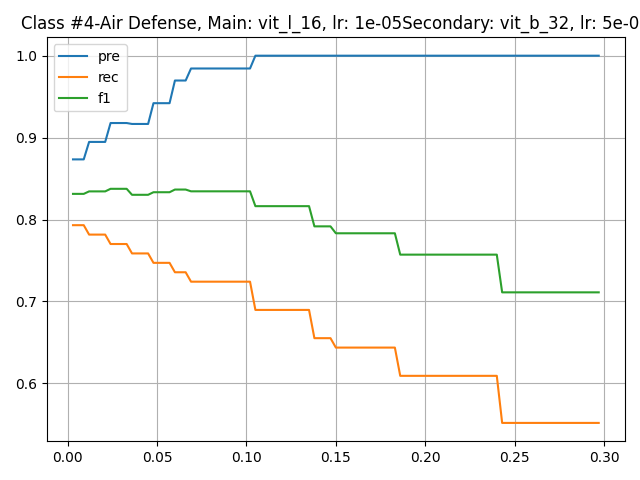 Class #4-Air Defense, Main: vit_l_16, lr: 1e-05Secondary: vit_b_32, lr: 5e-0
pre
rec
f1
1.0
0.9
0.8
0.7
0.6
0.00 0.05 0.10 0.15 0.20 0.25 0.30